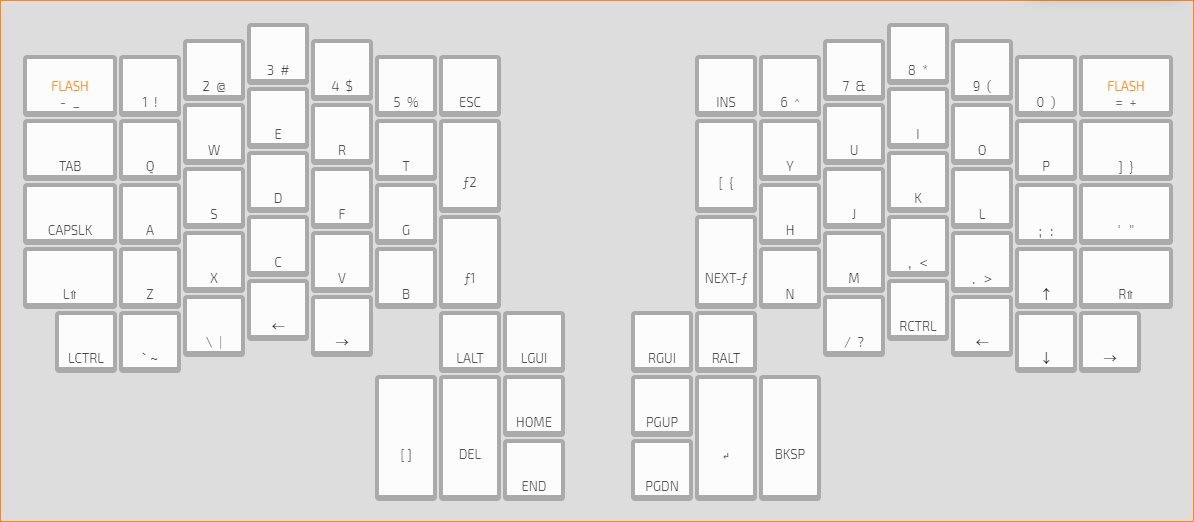 3 # 8 *
2 @ 4 $ 7 & 9 (
FLASH FLASH
- _ 1 ! 5 % ESC INS 6 ^ 0 ) = +
E I
W R U O
TAB Q T ƒ2 [ { Y P ] }
D K
S F J L
CAPSLK A G H ; : ' "
C , <
X V M . >
L⇑ Z B ƒ1 NEXT-ƒ N ↑ R⇑
← RCTRL
\ | → / ? ←
LCTRL ` ~ LALT LGUI RGUI RALT ↓ →
HOME PGUP
[ ] DEL ↵ BKSP
END PGDN